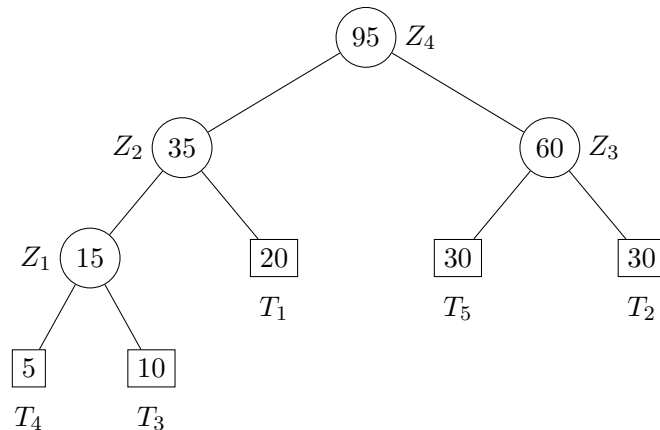 95 Z₄
Z₂ 35 60 Z₃
Z₁ 15 20 30 30
T₁ T₅ T₂
5 10
T₄ T₃